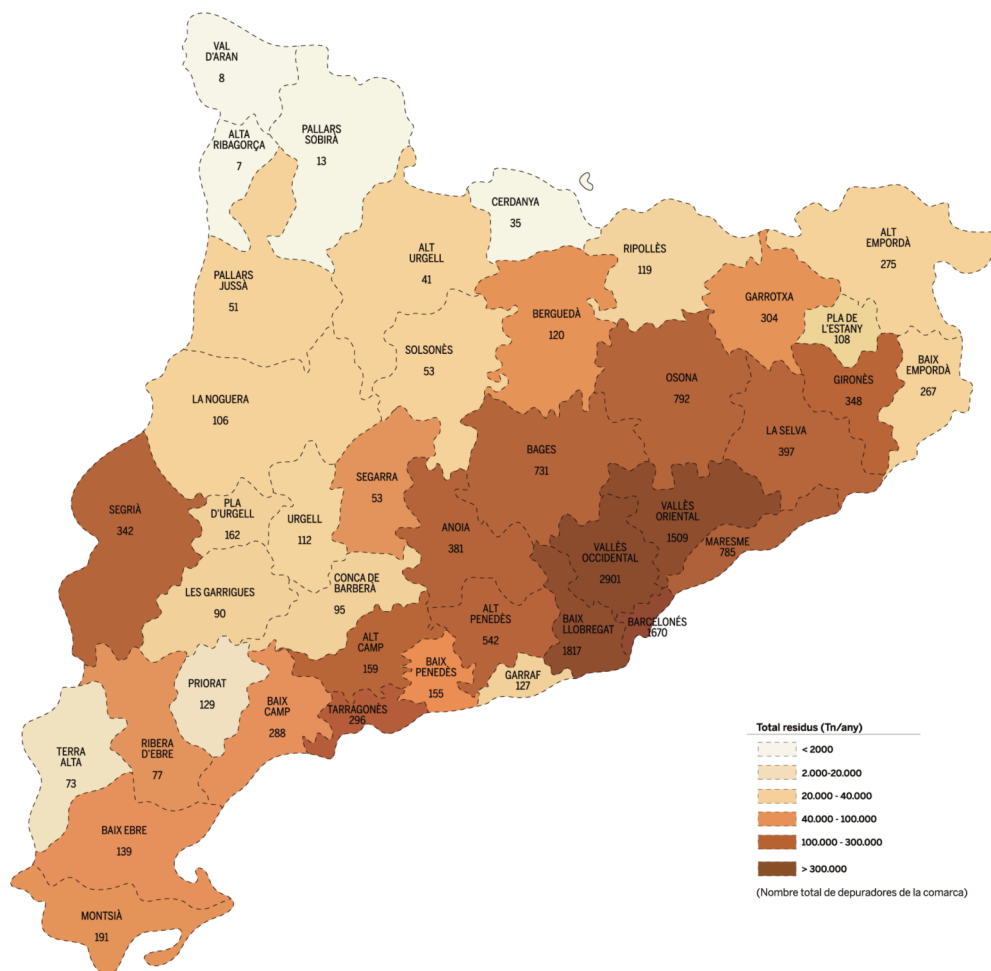 VAL
D'ARAN
8
ALTA
RIBAGORÇA
7
PALLARS
SOBIRÀ
13
CERDANYA
35
RIPOLLÈS
119
ALT
EMPORDÀ
275
ALT
URGELL
41
PALLARS
JUSSÀ
51
BERGUEDÀ
120
GARROTXA
304
PLA DE
L'ESTANY
108
BAIX
EMPORDÀ
267
SOLSONÈS
53
OSONA
792
GIRONÈS
348
LA NOGUERA
106
LA SELVA
397
BAGES
731
SEGARRA
53
SEGRIÀ
342
PLA
D'URGELL
162
URGELL
112
ANOIA
381
VALLÈS
ORIENTAL
1509
MARESME
785
VALLÈS
OCCIDENTAL
2901
LES GARRIGUES
90
CONCA DE
BARBERÀ
95
ALT
PENEDÈS
542
BAIX
LLOBREGAT
1817
BARCELONÉS
1670
ALT
CAMP
159
BAIX
PENEDÈS
155
GARRAF
127
PRIORAT
129
BAIX
CAMP
288
TARRAGONÈS
296
TERRA
ALTA
73
RIBERA
D'EBRE
77
BAIX EBRE
139
MONTSIÀ
191
Total residus (Tn/any)
< 2000
2.000-20.000
20.000 - 40.000
40.000 - 100.000
100.000 - 300.000
> 300.000
(Nombre total de depuradores de la comarca)